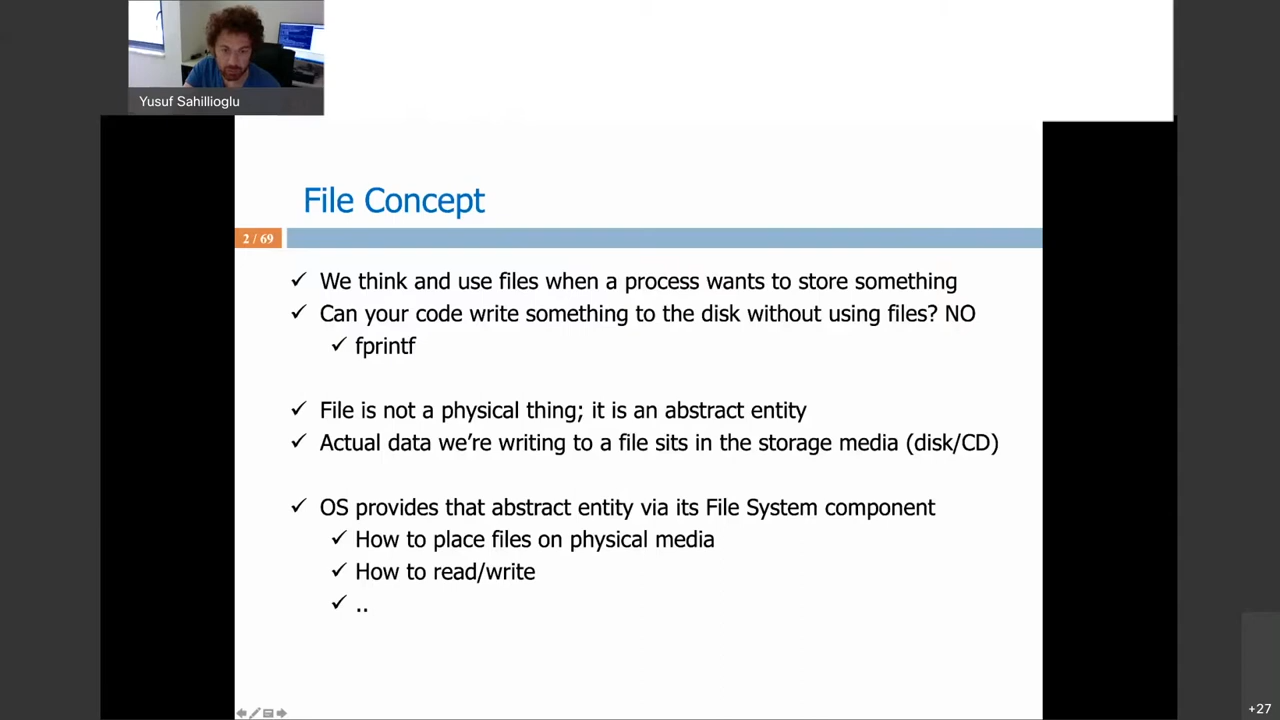 Yusuf Sahillioglu
File Concept
2 / 69
✓ We think and use files when a process wants to store something
✓ Can your code write something to the disk without using files? NO
✓ fprintf
✓ File is not a physical thing; it is an abstract entity
✓ Actual data we're writing to a file sits in the storage media (disk/CD)
✓ OS provides that abstract entity via its File System component
✓ How to place files on physical media
✓ How to read/write
✓ ..
+27